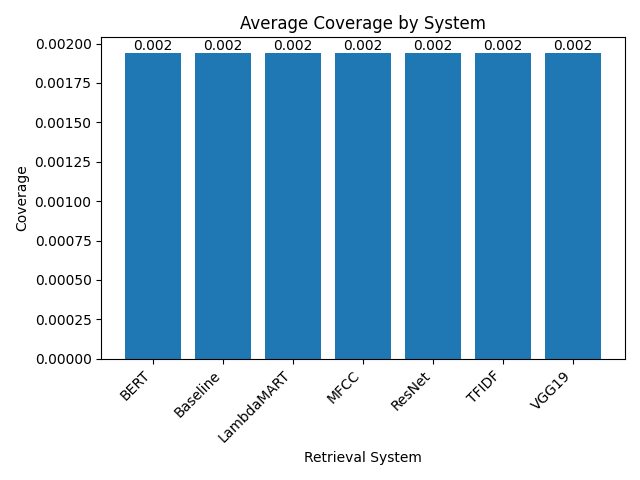 Average Coverage by System
0.002 0.002 0.002 0.002 0.002 0.002 0.002
0.00200
0.00175
0.00150
0.00125
0.00100
0.00075
0.00050
0.00025
0.00000
Coverage
BERT Baseline LambdaMART MFCC ResNet TFIDF VGG19
Retrieval System